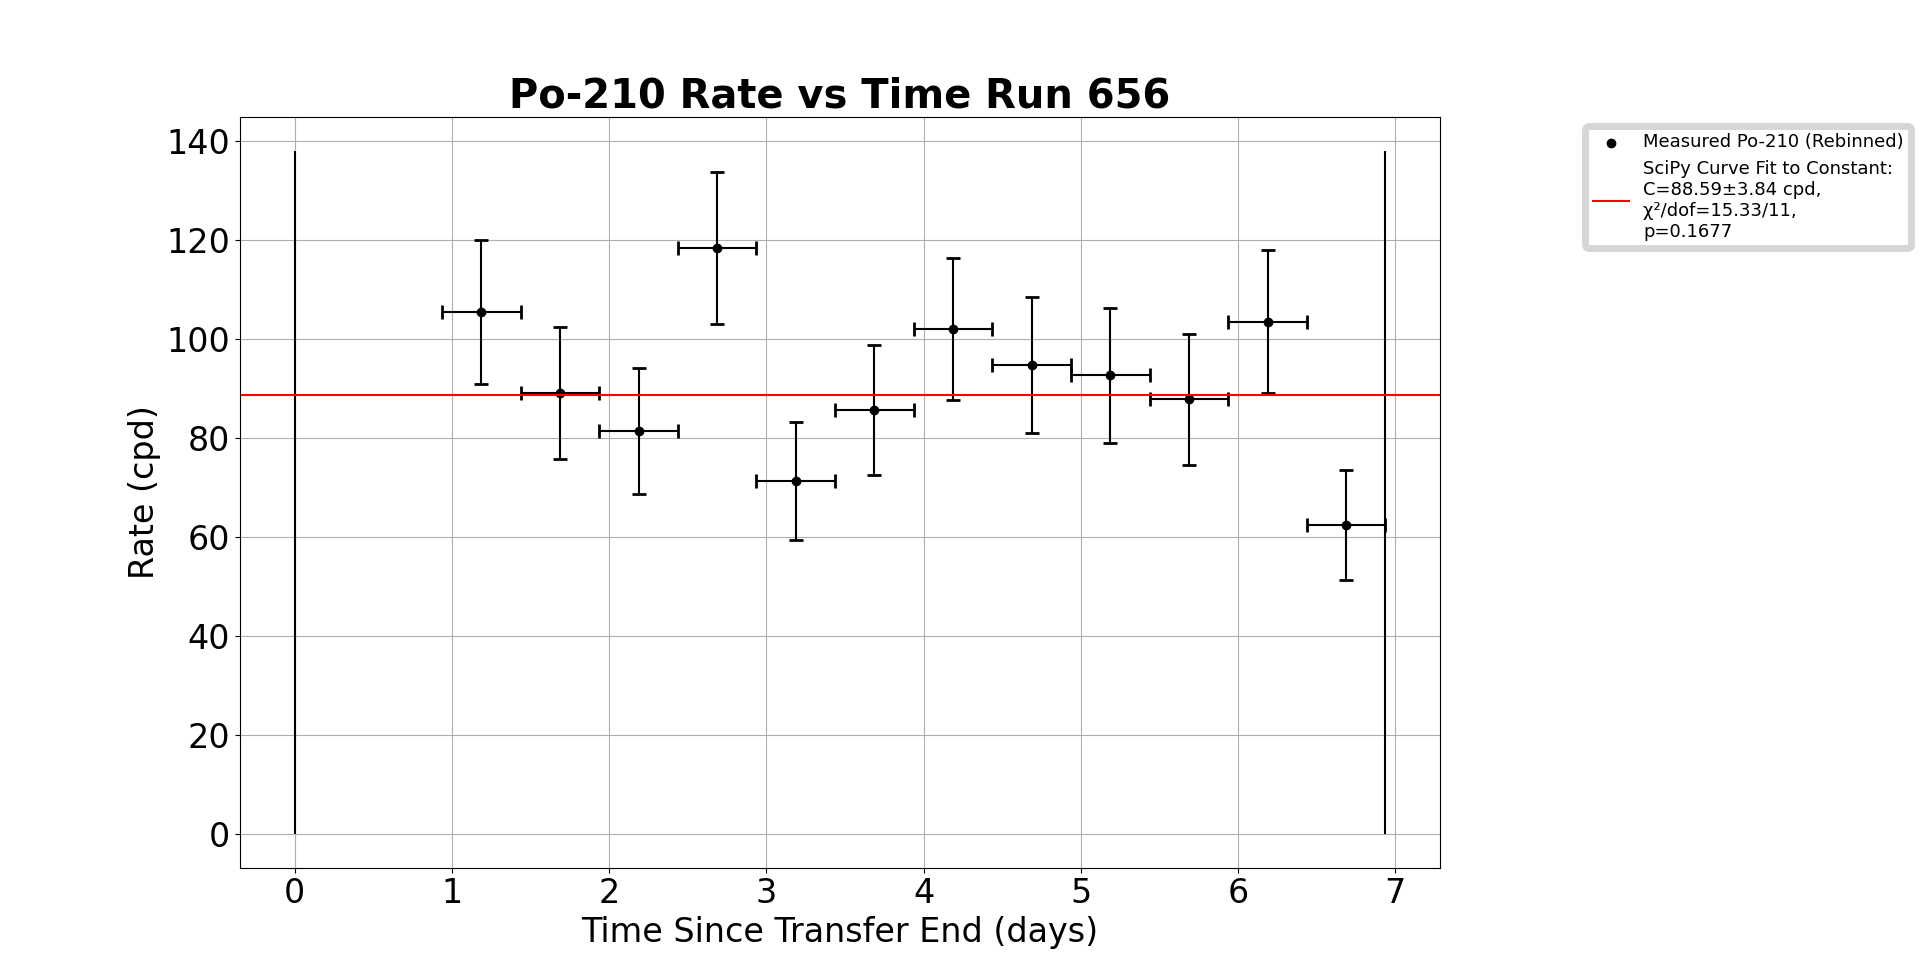 Po-210 Rate vs Time Run 656
140
120
100
80
60
40
20
0
Rate (cpd)
0 1 2 3 4 5 6 7
Time Since Transfer End (days)
Measured Po-210 (Rebinned)
SciPy Curve Fit to Constant:
C=88.59±3.84 cpd,
χ²/dof=15.33/11,
p=0.1677